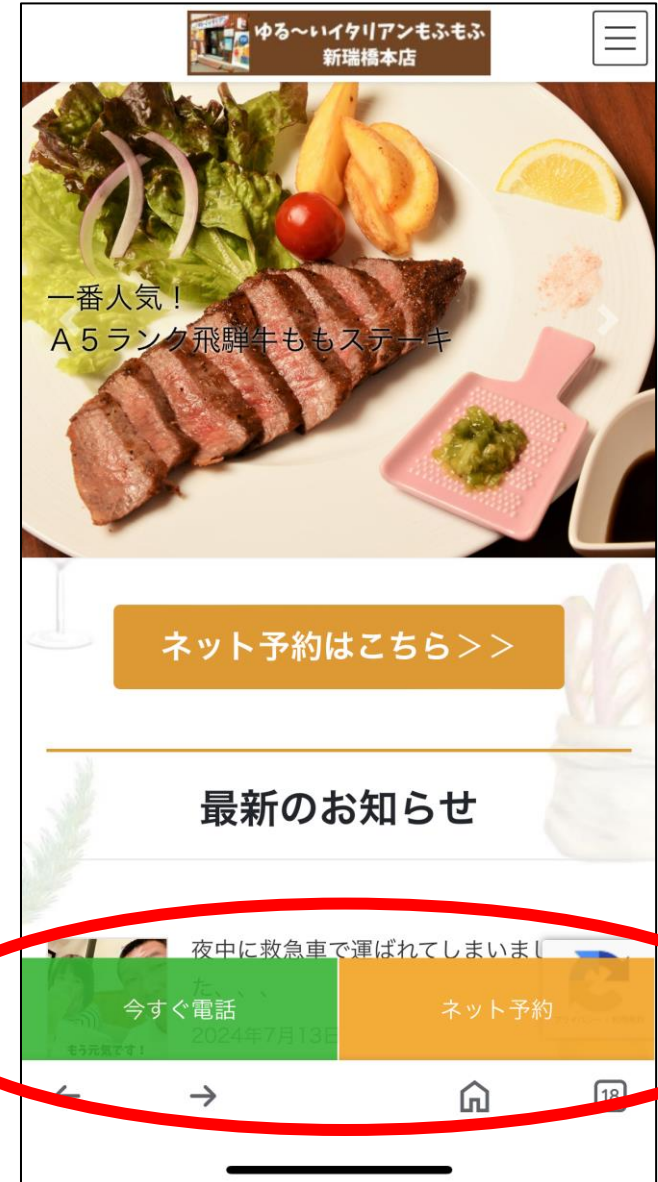 ゆる〜いイタリアンもふもふ
新瑞橋本店
一番人気！
A５ランク飛騨牛ももステーキ
ネット予約はこちら＞＞
最新のお知らせ
夜中に救急車で運ばれてしまいまし
た、、、
2024年7月13日
もう元気です！
今すぐ電話
ネット予約
18